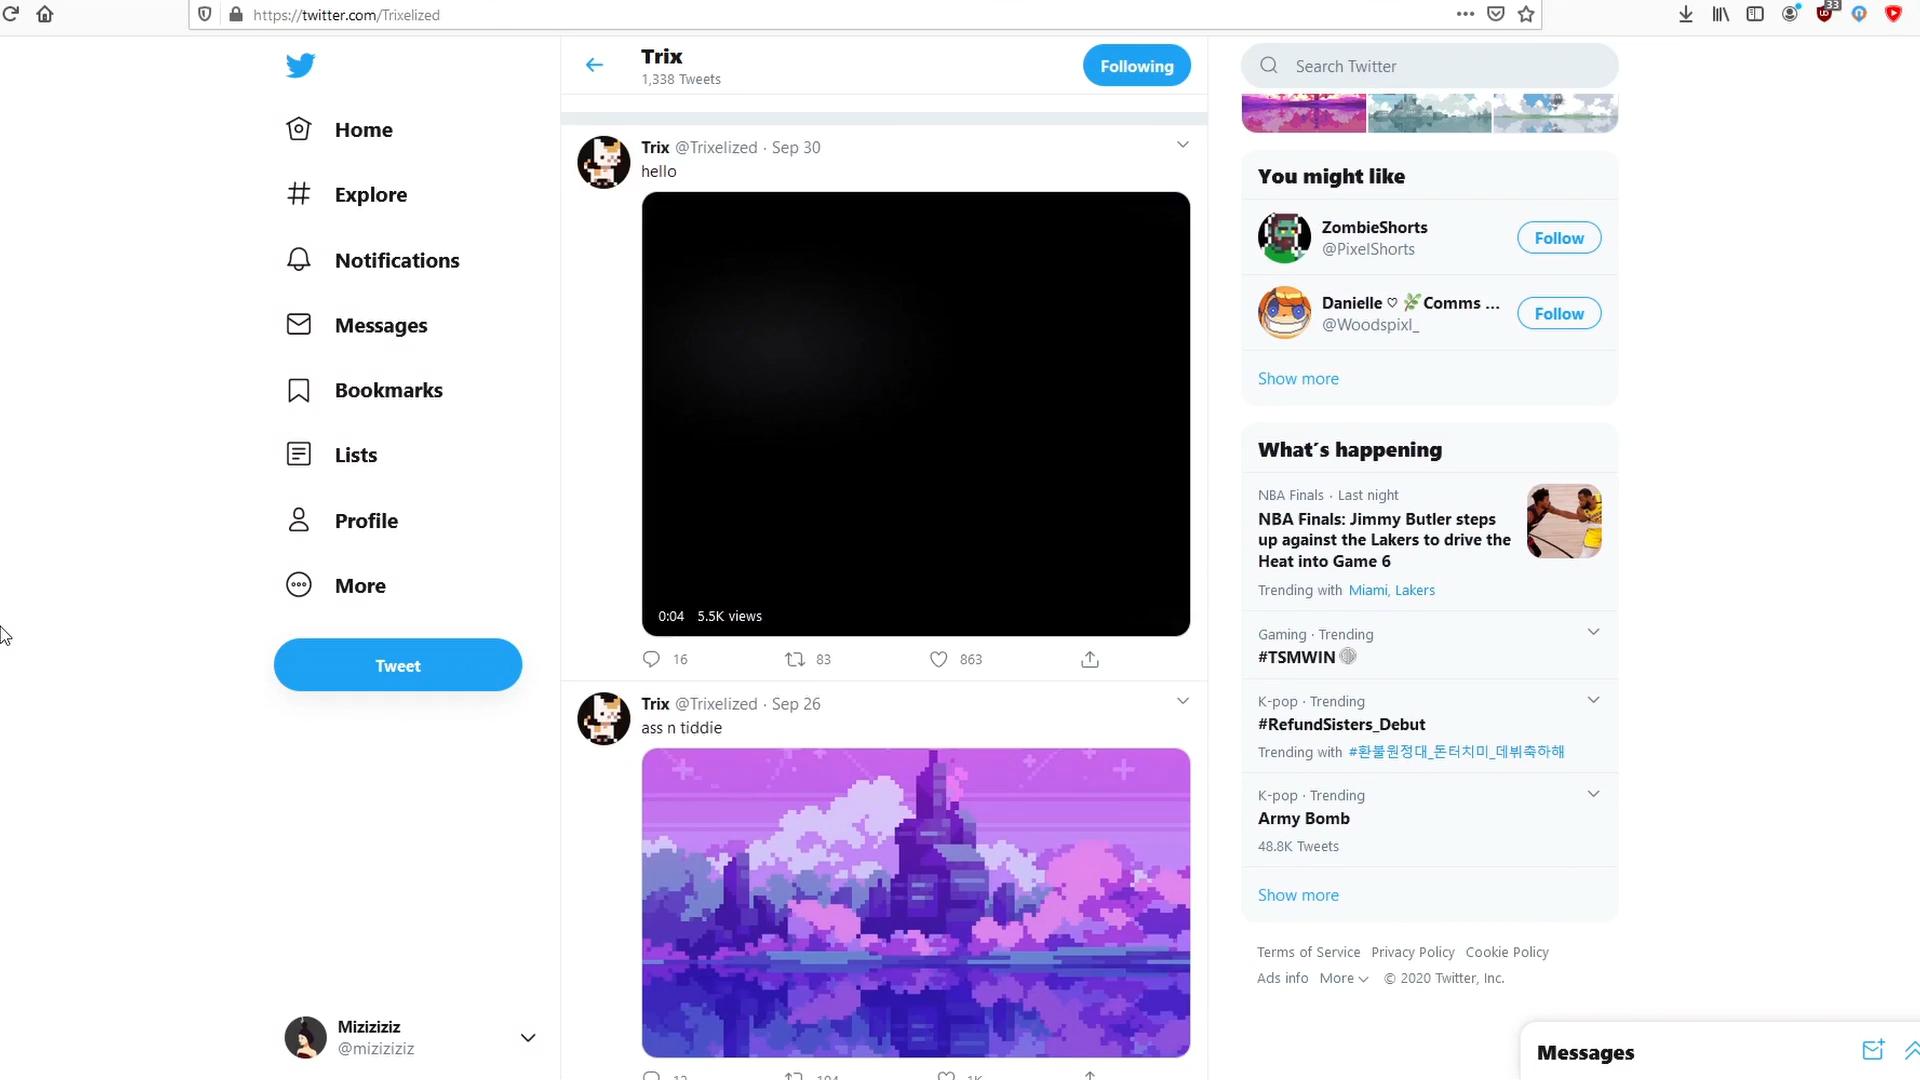 https://twitter.com/Trixelized
33
Home
Explore
Notifications
Messages
Bookmarks
Lists
Profile
More
Tweet
Miziziziz
@miziziziz
Trix
1,338 Tweets
Following
Trix @Trixelized · Sep 30
hello
0:04 5.5K views
16 83 863
Trix @Trixelized · Sep 26
ass n tiddie
Search Twitter
You might like
ZombieShorts
@PixelShorts
Follow
Danielle ♡ 🌿Comms ...
@Woodspixl_
Follow
Show more
What´s happening
NBA Finals · Last night
NBA Finals: Jimmy Butler steps
up against the Lakers to drive the
Heat into Game 6
Trending with Miami, Lakers
Gaming · Trending
#TSMWIN
K-pop · Trending
#RefundSisters_Debut
Trending with #환불원정대_돈터치미_데뷔축하해
K-pop · Trending
Army Bomb
48.8K Tweets
Show more
Terms of Service Privacy Policy Cookie Policy
Ads info More © 2020 Twitter, Inc.
Messages